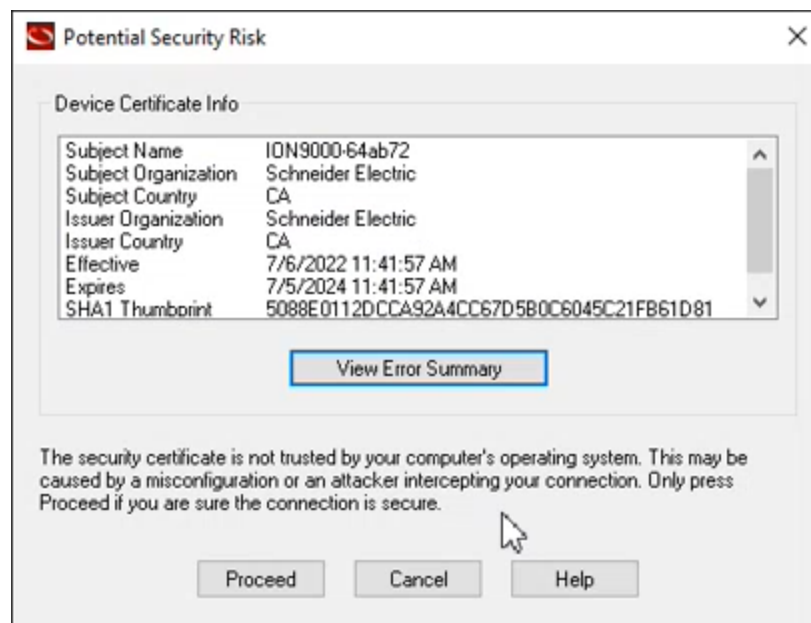 Potential Security Risk
Device Certificate Info
Subject Name ION9000-64ab72
Subject Organization Schneider Electric
Subject Country CA
Issuer Organization Schneider Electric
Issuer Country CA
Effective 7/6/2022 11:41:57 AM
Expires 7/5/2024 11:41:57 AM
SHA1 Thumbprint 5088E0112DCCA92A4CC67D5B0C6045C21FB61D81
View Error Summary
The security certificate is not trusted by your computer's operating system. This may be
caused by a misconfiguration or an attacker intercepting your connection. Only press
Proceed if you are sure the connection is secure.
Proceed Cancel Help